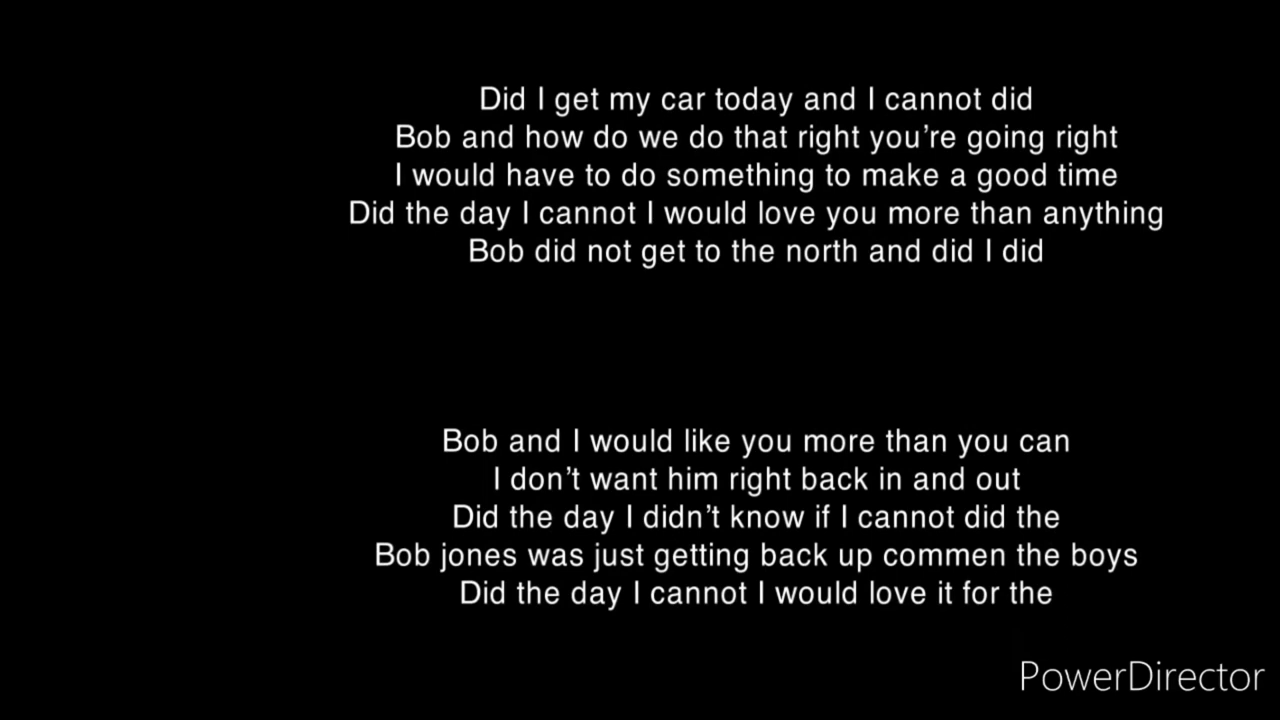 Did I get my car today and I cannot did
Bob and how do we do that right you’re going right
I would have to do something to make a good time
Did the day I cannot I would love you more than anything
Bob did not get to the north and did I did
Bob and I would like you more than you can
I don’t want him right back in and out
Did the day I didn’t know if I cannot did the
Bob jones was just getting back up commen the boys
Did the day I cannot I would love it for the
PowerDirector